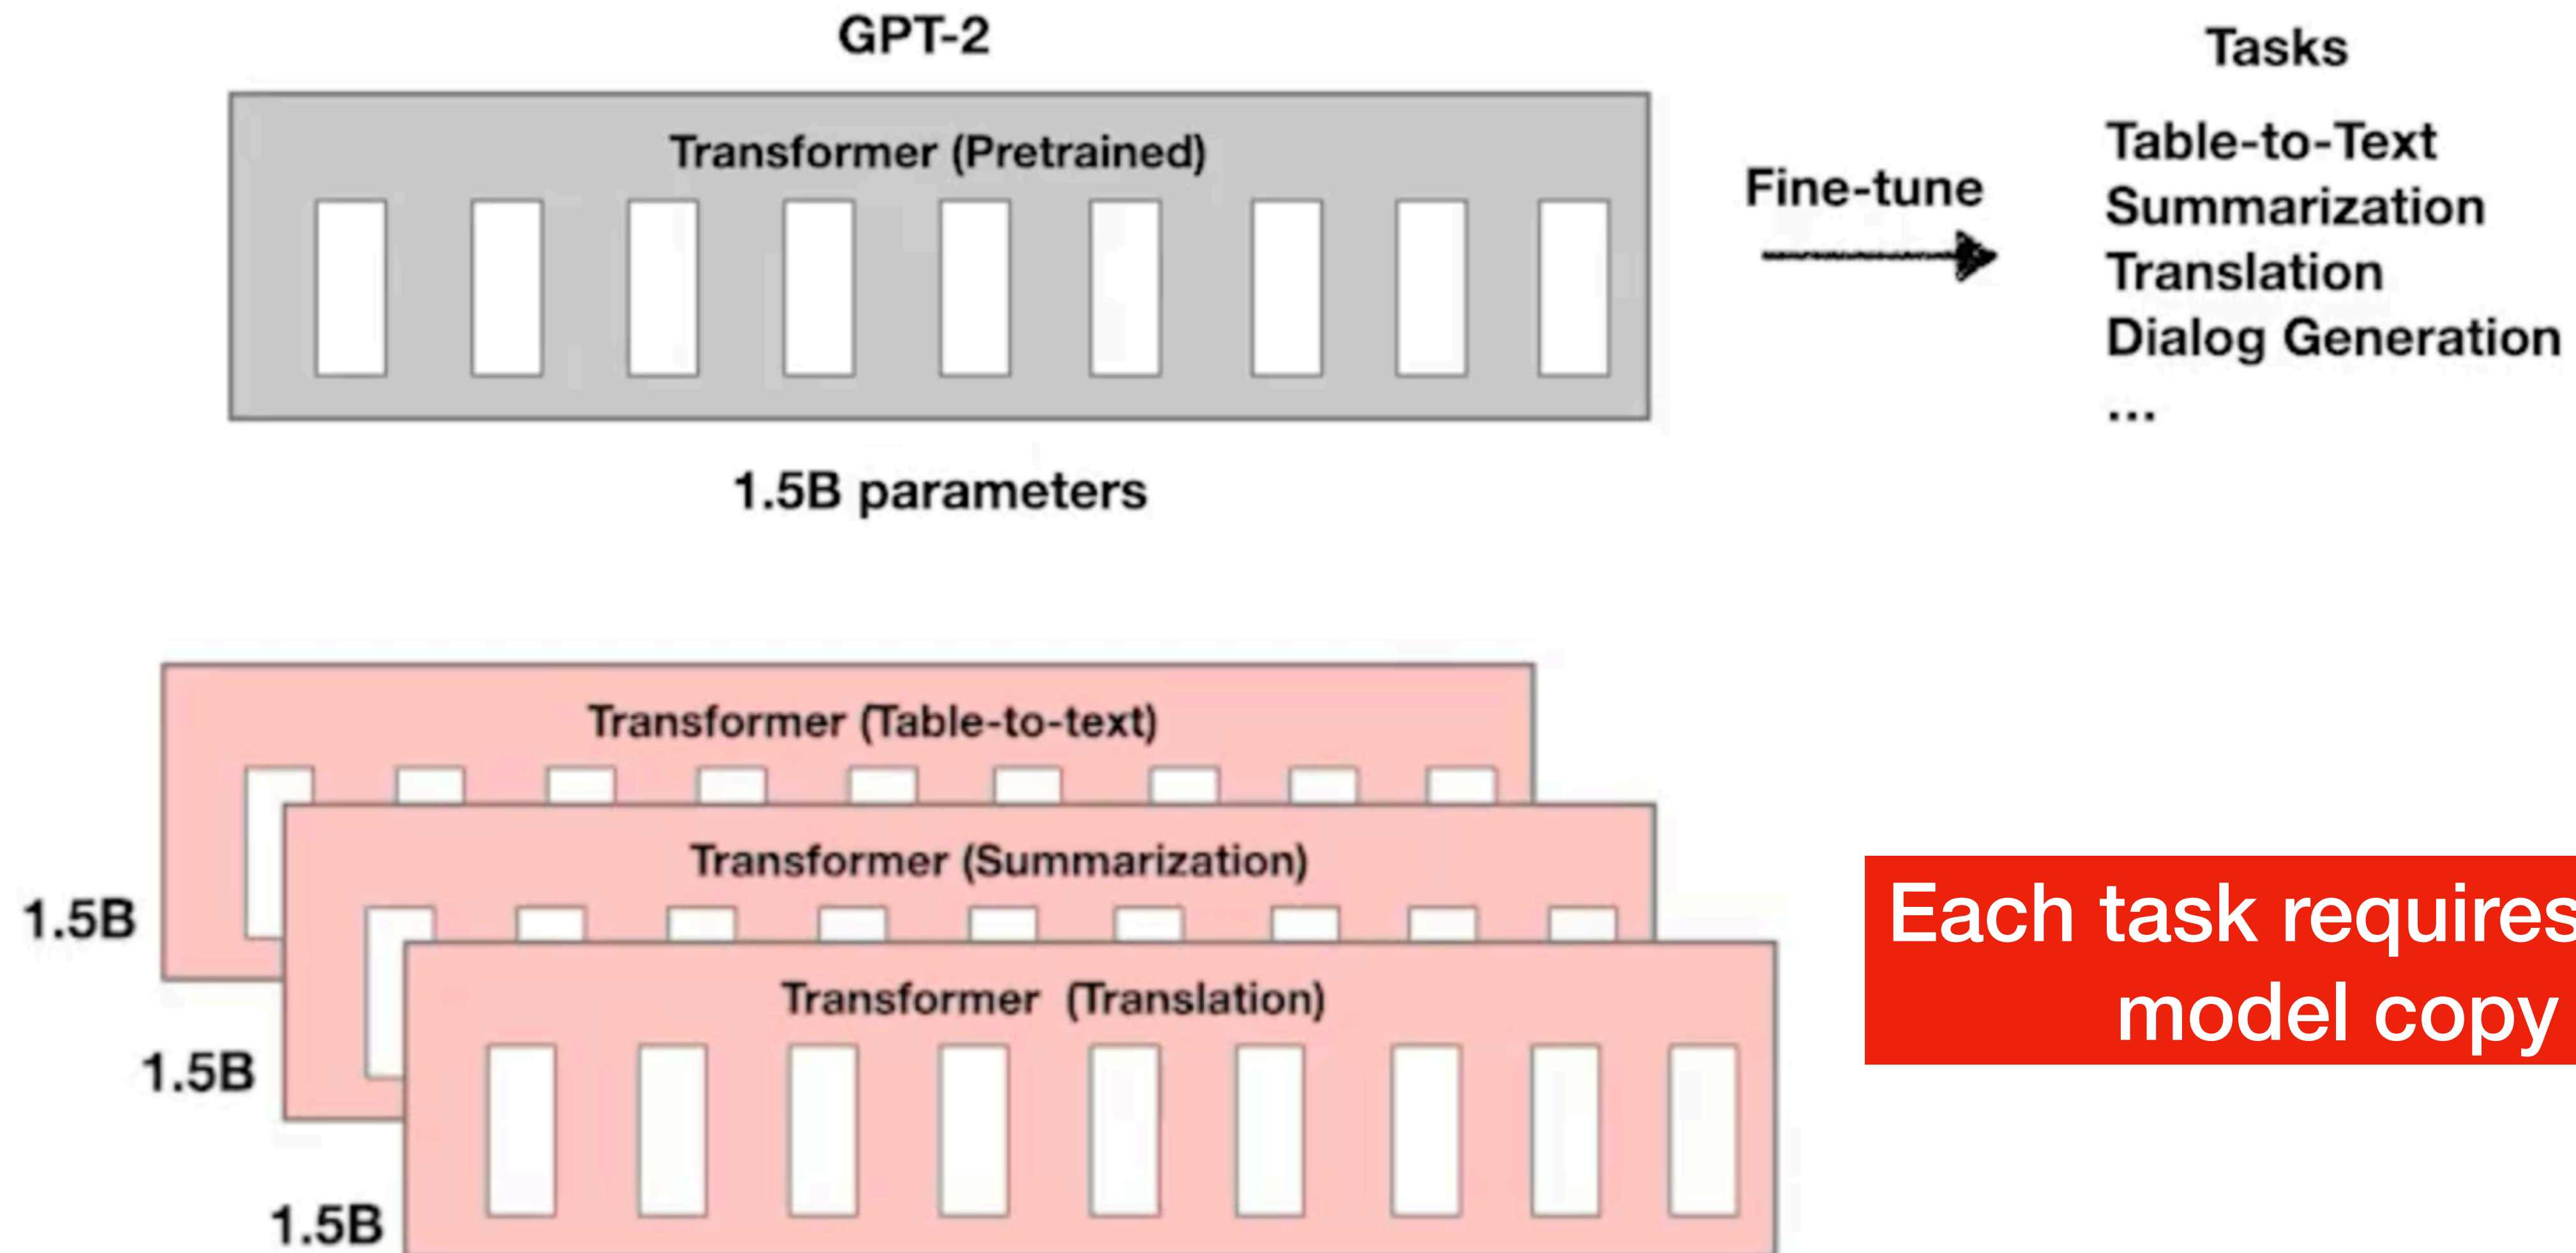 GPT-2
Transformer (Pretrained)
1.5B parameters
Fine-tune
Tasks
Table-to-Text
Summarization
Translation
Dialog Generation
...
Transformer (Table-to-text)
1.5B
Transformer (Summarization)
1.5B
Transformer (Translation)
1.5B
Each task requires
model copy